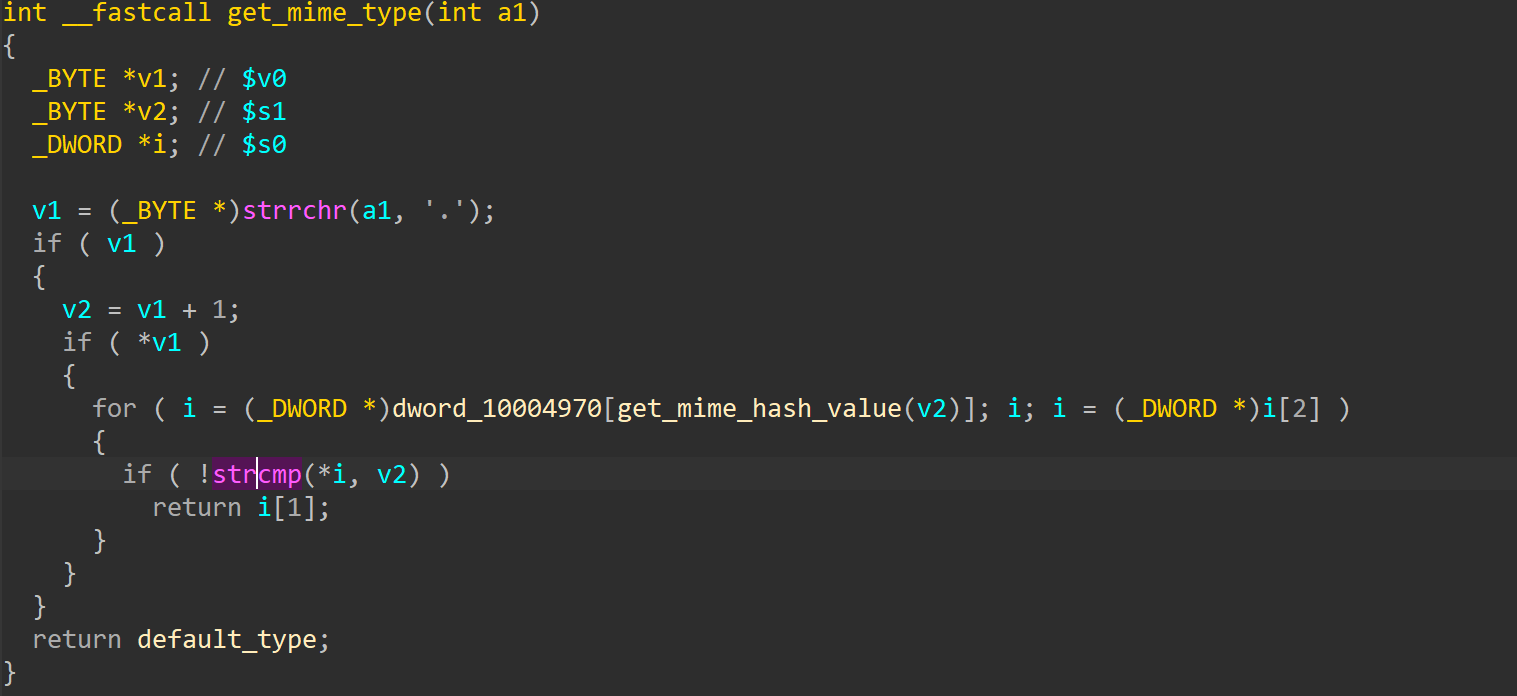 int __fastcall get_mime_type(int a1)
{
  _BYTE *v1; // $v0
  _BYTE *v2; // $s1
  _DWORD *i; // $s0

  v1 = (_BYTE *)strrchr(a1, '.');
  if ( v1 )
  {
    v2 = v1 + 1;
    if ( *v1 )
    {
      for ( i = (_DWORD *)dword_10004970[get_mime_hash_value(v2)]; i; i = (_DWORD *)i[2] )
      {
        if ( !strcmp(*i, v2) )
          return i[1];
      }
    }
  }
  return default_type;
}